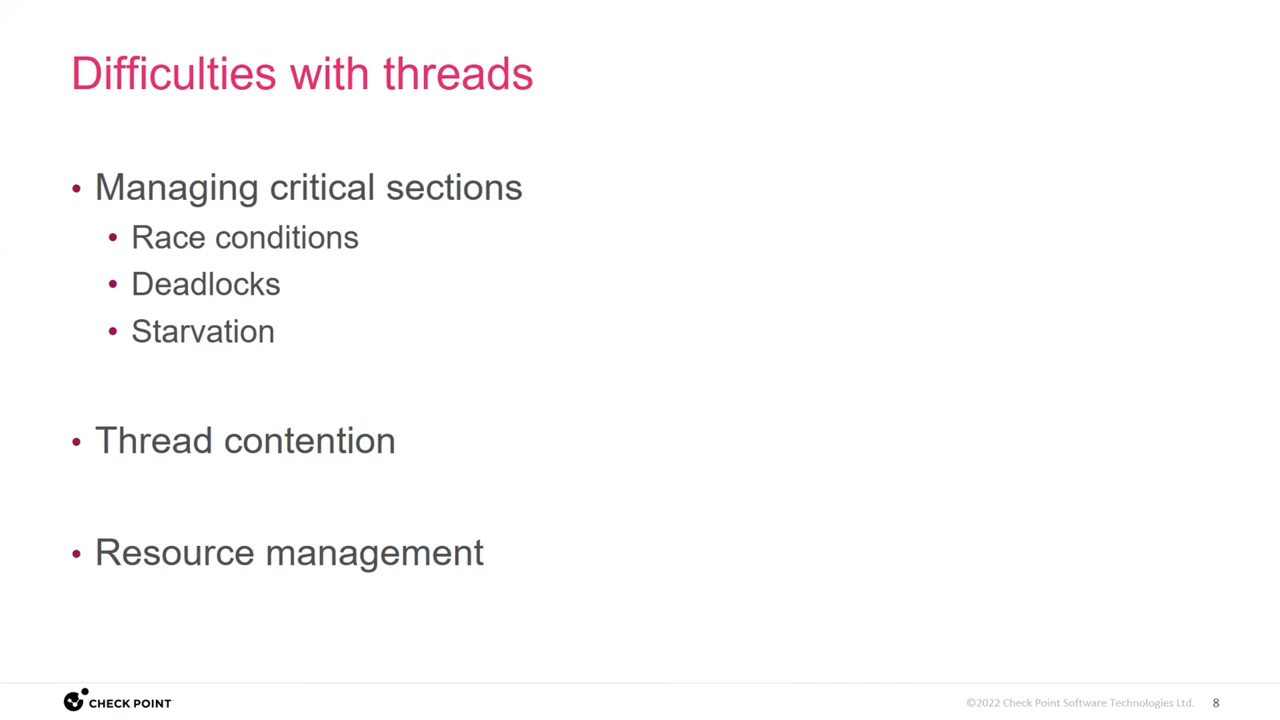 Difficulties with threads
• Managing critical sections
• Race conditions
• Deadlocks
• Starvation
• Thread contention
• Resource management
CHECK POINT
©2022 Check Point Software Technologies Ltd. 8